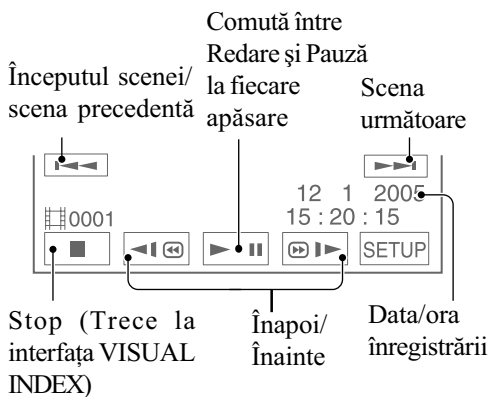 Comută între
Redare şi Pauză
la fiecare
apăsare
Începutul scenei/
scena precedentă
Scena
următoare
12 1 2005
0001
15 : 20 : 15
SETUP
Stop (Trece la
interfaţa VISUAL
INDEX)
Înapoi/
Înainte
Data/ora
înregistrării